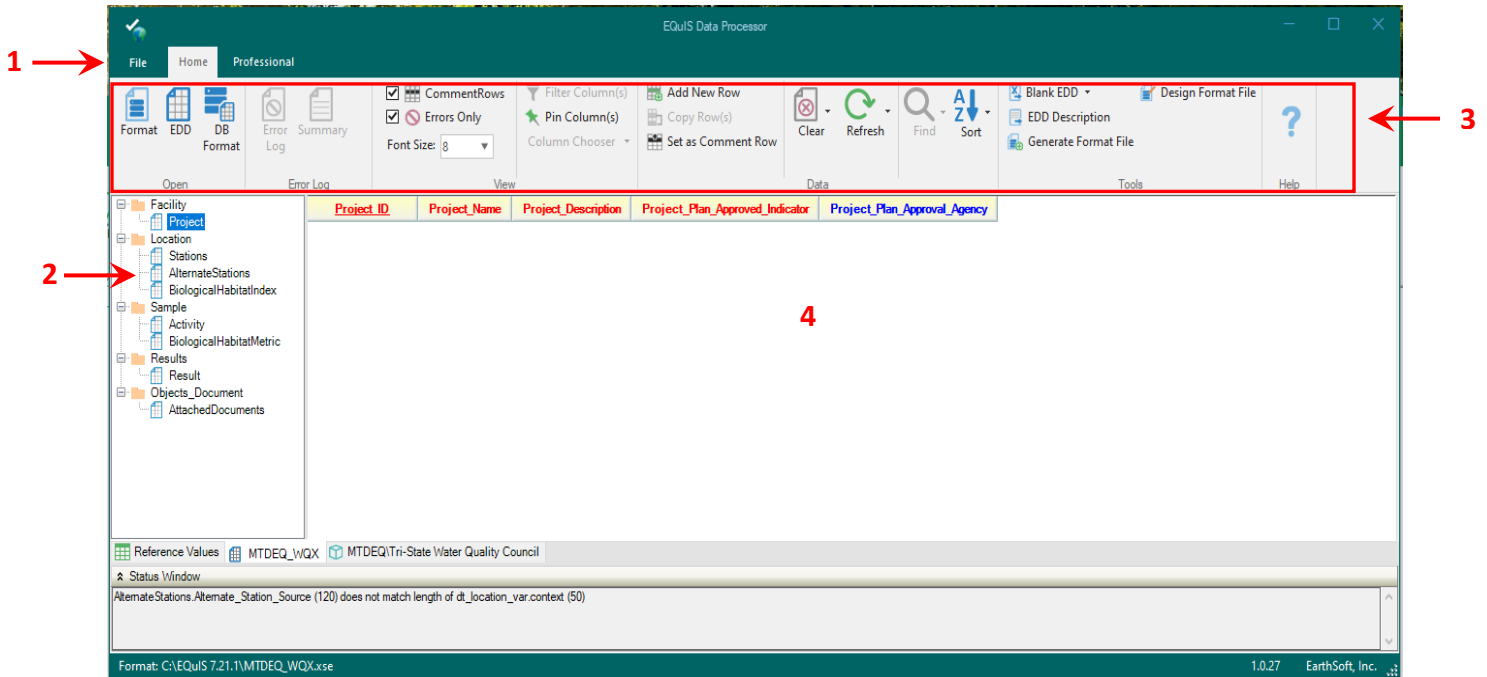 EQuIS Data Processor
1
File Home Professional
Format EDD DB Format
Error Log Summary
CommentRows
Errors Only
Font Size: 8
Filter Column(s)
Pin Column(s)
Column Chooser
Add New Row
Copy Row(s)
Set as Comment Row
Clear Refresh Find Sort
Blank EDD
EDD Description
Generate Format File
Design Format File
?
3
Open Error Log View Data Tools Help
Facility
Project
Location
Stations
2
AlternateStations
BiologicalHabitatIndex
Sample
Activity
BiologicalHabitatMetric
Results
Result
Objects_Document
AttachedDocuments
Project_ID Project_Name Project_Description Project_Plan_Approved_Indicator Project_Plan_Approval_Agency
4
Reference Values MTDEQ_WQX MTDEQ\Tri-State Water Quality Council
Status Window
AlternateStations.Alternate_Station_Source (120) does not match length of dt_location_var.context (50)
Format: C:\EQuIS 7.21.1\MTDEQ_WQX.xse 1.0.27 EarthSoft, Inc.